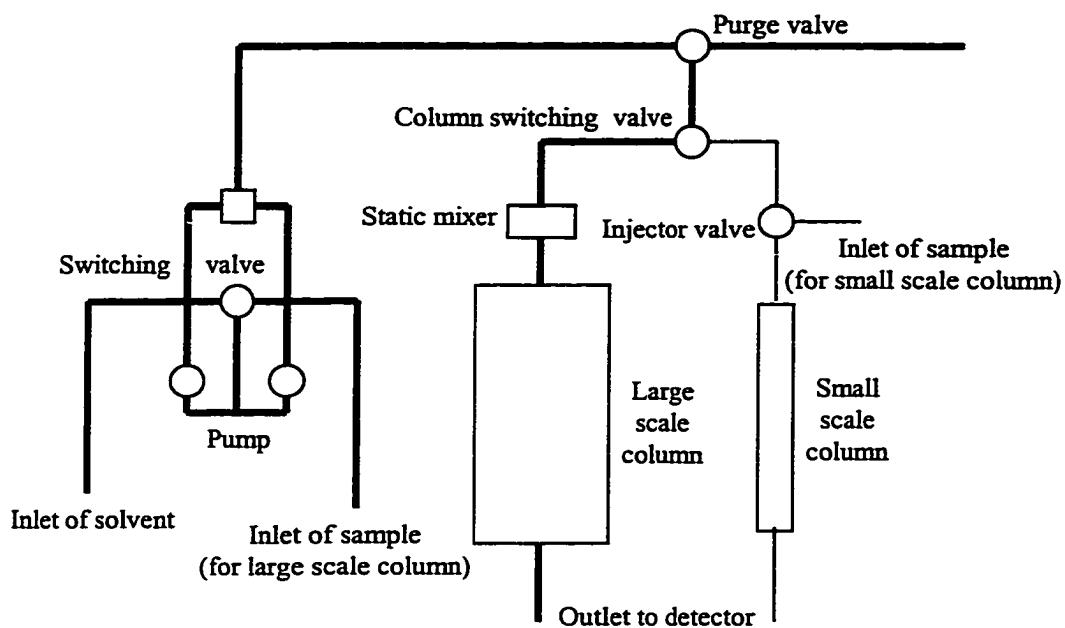 Purge valve
Column switching valve
Static mixer
Injector valve
Inlet of sample
(for small scale column)
Switching valve
Large
scale
column
Small
scale
column
Pump
Inlet of solvent
Inlet of sample
(for large scale column)
Outlet to detector